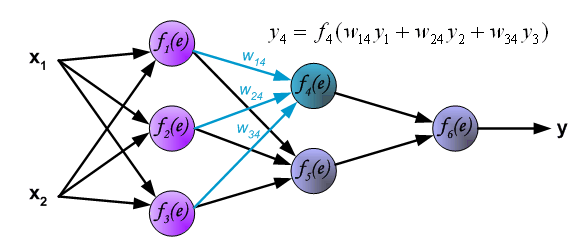 y₄ = f₄(w₁₄y₁ + w₂₄y₂ + w₃₄y₃)
f₁(e)
x₁
w₁₄
f₄(e)
w₂₄
f₂(e)
w₃₄
f₆(e)
y
f₅(e)
x₂
f₃(e)